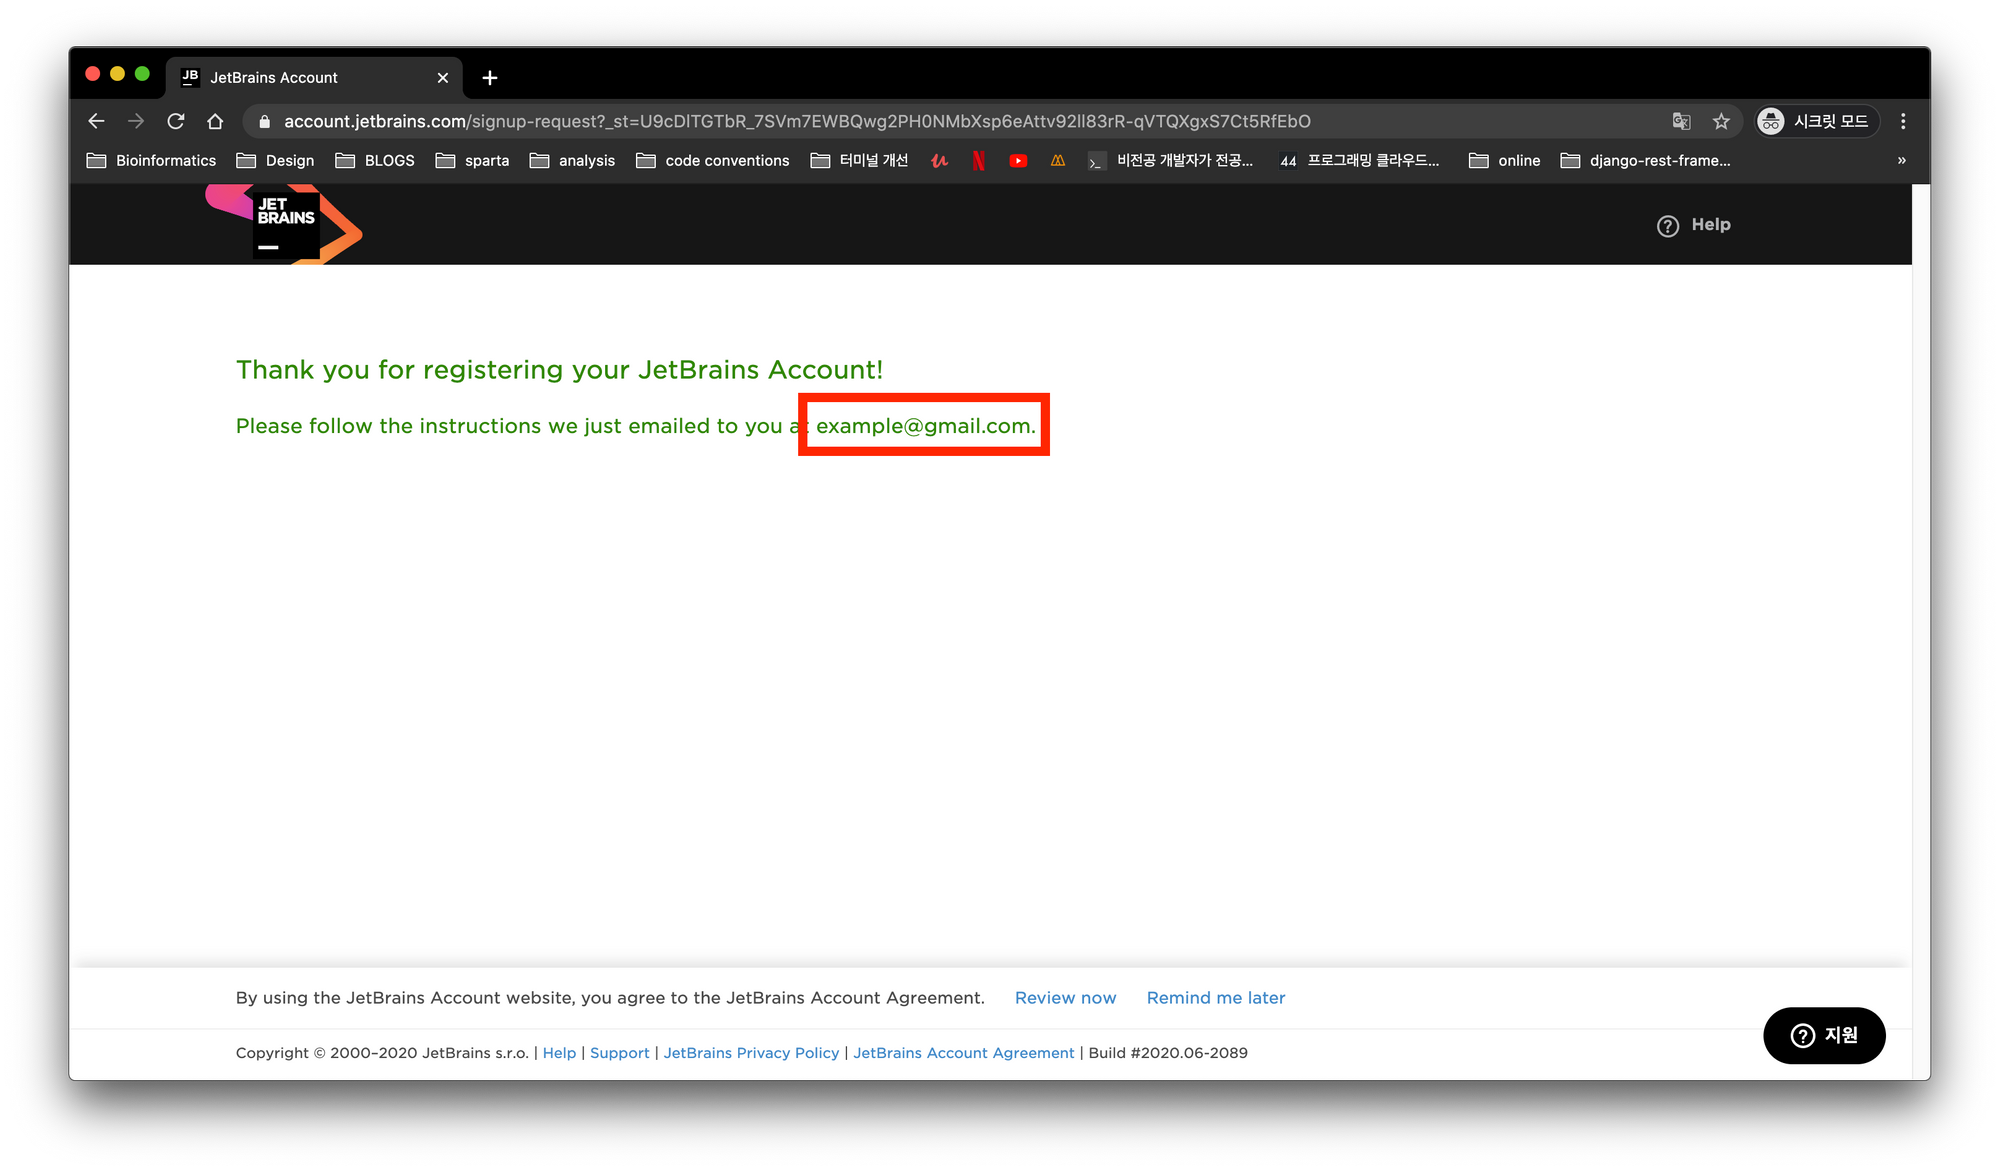 JB JetBrains Account
account.jetbrains.com/signup-request?_st=U9cDITGTbR_7SVm7EWBQwg2PH0NMbXsp6eAttv92ll83rR-qVTQXgxS7Ct5RfEbO 시크릿 모드
Bioinformatics Design BLOGS sparta analysis code conventions 터미널 개선 비전공 개발자가 전공... 44 프로그래밍 클라우드... online django-rest-frame... »
JET
BRAINS
Help
Thank you for registering your JetBrains Account!
Please follow the instructions we just emailed to you at example@gmail.com.
By using the JetBrains Account website, you agree to the JetBrains Account Agreement. Review now Remind me later
지원
Copyright © 2000–2020 JetBrains s.r.o. | Help | Support | JetBrains Privacy Policy | JetBrains Account Agreement | Build #2020.06-2089